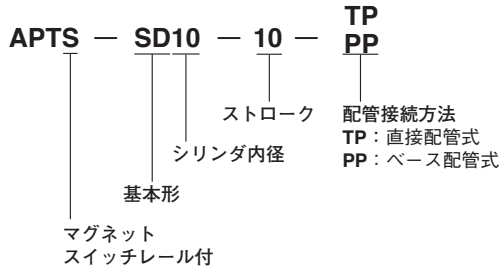 TP
APTS — SD10 — 10 — PP
ストローク
配管接続方法
TP：直接配管式
PP：ベース配管式
シリンダ内径
基本形
マグネット
スイッチレール付